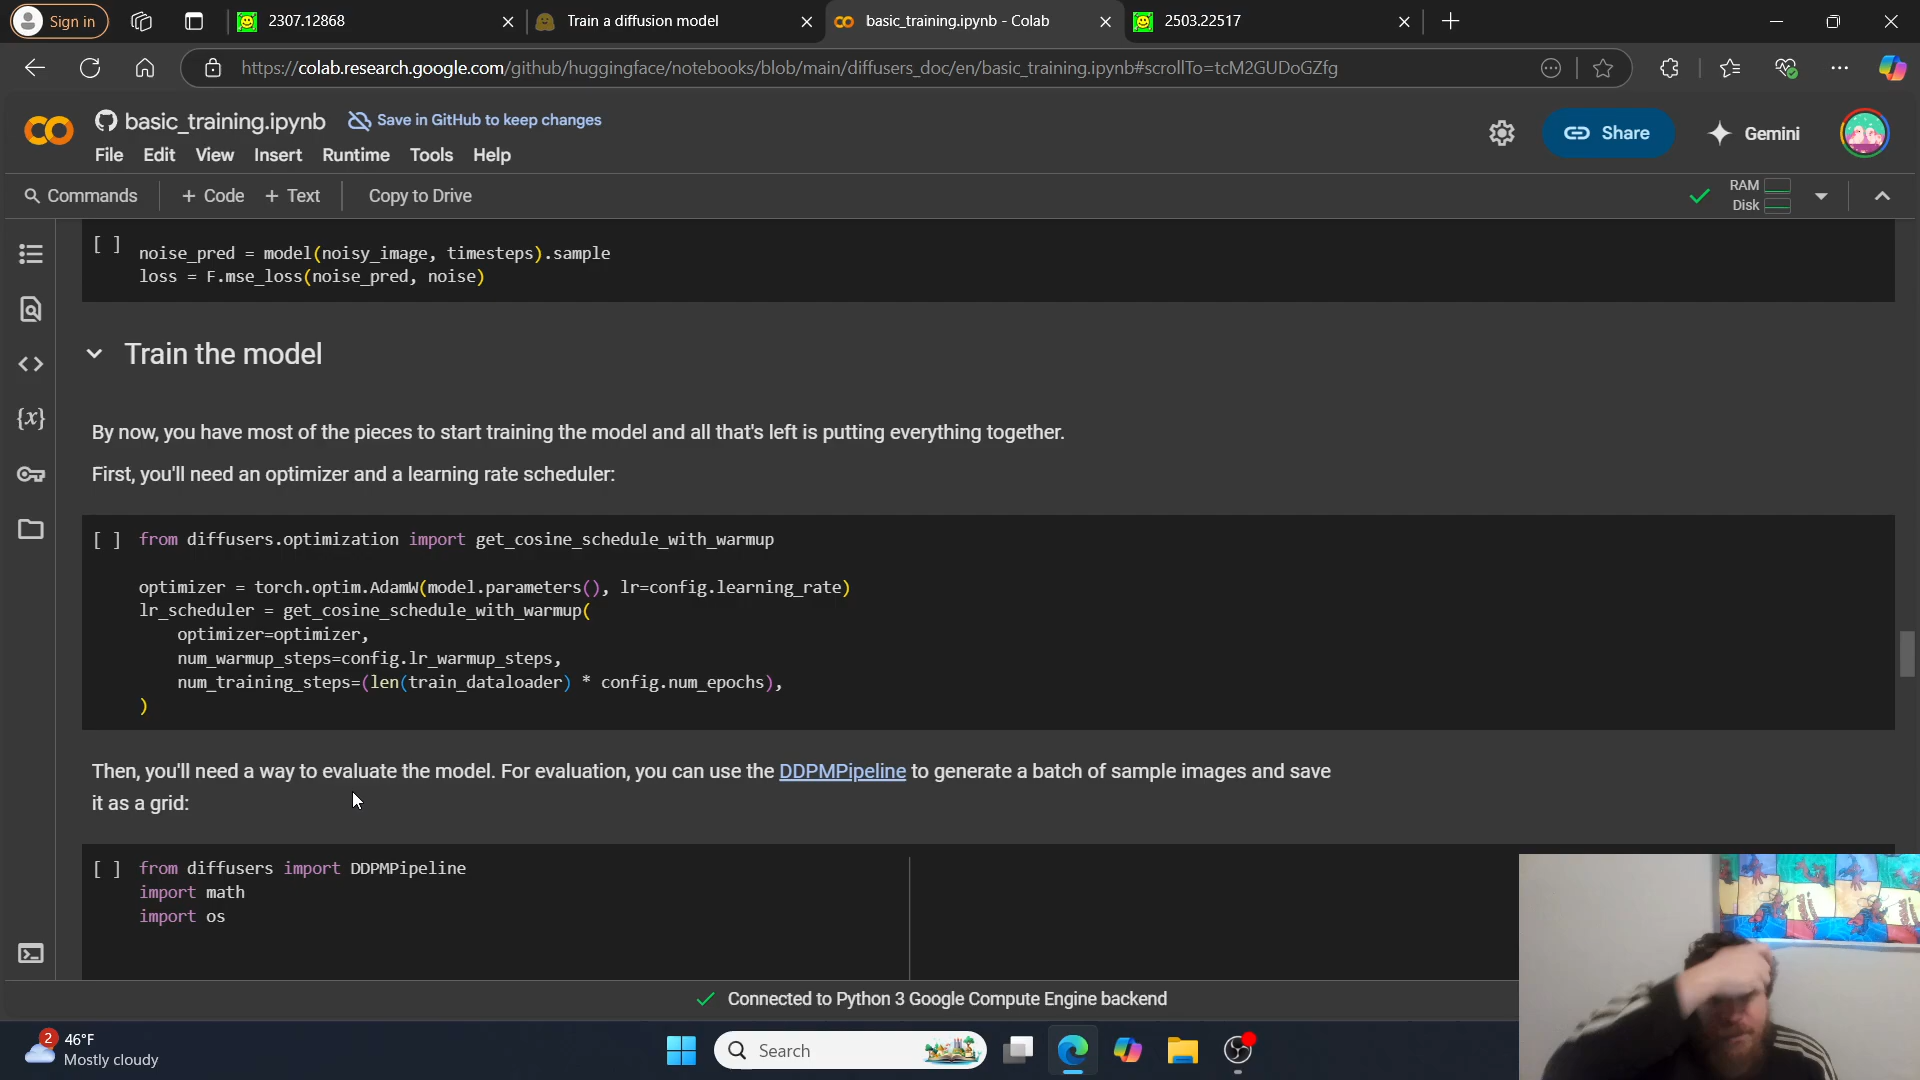 Sign in
2307.12868
Train a diffusion model
basic_training.ipynb - Colab
2503.22517
https://colab.research.google.com/github/huggingface/notebooks/blob/main/diffusers_doc/en/basic_training.ipynb#scrollTo=tcM2GUDoGZfg
basic_training.ipynb
Save in GitHub to keep changes
Share
Gemini
File Edit View Insert Runtime Tools Help
Commands + Code + Text Copy to Drive
RAM
Disk
[ ] noise_pred = model(noisy_image, timesteps).sample
loss = F.mse_loss(noise_pred, noise)
Train the model
By now, you have most of the pieces to start training the model and all that's left is putting everything together.
First, you'll need an optimizer and a learning rate scheduler:
[ ] from diffusers.optimization import get_cosine_schedule_with_warmup
optimizer = torch.optim.AdamW(model.parameters(), lr=config.learning_rate)
lr_scheduler = get_cosine_schedule_with_warmup(
optimizer=optimizer,
num_warmup_steps=config.lr_warmup_steps,
num_training_steps=(len(train_dataloader) * config.num_epochs),
)
Then, you'll need a way to evaluate the model. For evaluation, you can use the DDPMPipeline to generate a batch of sample images and save
it as a grid:
[ ] from diffusers import DDPMPipeline
import math
import os
Connected to Python 3 Google Compute Engine backend
2
46°F
Mostly cloudy
Search